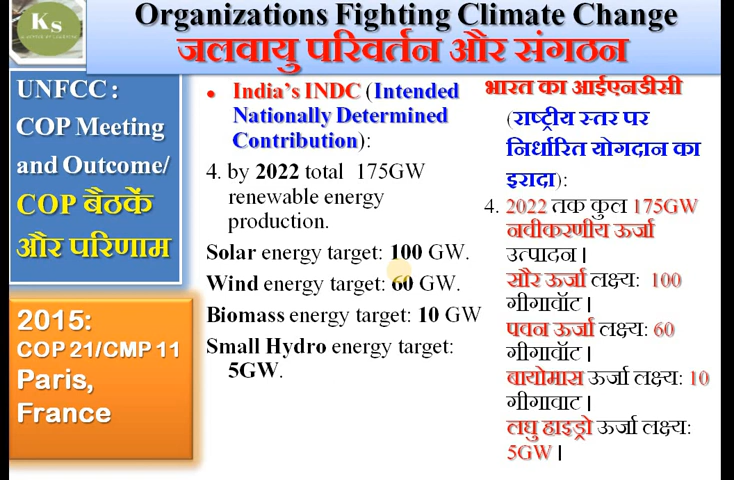 Ks
Organizations Fighting Climate Change
जलवायु परिवर्तन और संगठन
UNFCC :
COP Meeting
and Outcome/
COP बैठकें
और परिणाम
2015:
COP 21/CMP 11
Paris,
France
• India's INDC (Intended
Nationally Determined
Contribution):
4. by 2022 total 175GW
renewable energy
production.
Solar energy target: 100 GW.
Wind energy target: 60 GW.
Biomass energy target: 10 GW
Small Hydro energy target:
5GW.
भारत का आईएनडीसी
(राष्ट्रीय स्तर पर
निर्धारित योगदान का
इरादा):
4. 2022 तक कुल 175GW
नवीकरणीय ऊर्जा
उत्पादन।
सौर ऊर्जा लक्ष्य: 100
गीगावॉट।
पवन ऊर्जा लक्ष्य: 60
गीगावॉट।
बायोमास ऊर्जा लक्ष्य: 10
गीगावाट।
लघु हाइड्रो ऊर्जा लक्ष्य:
5GW।